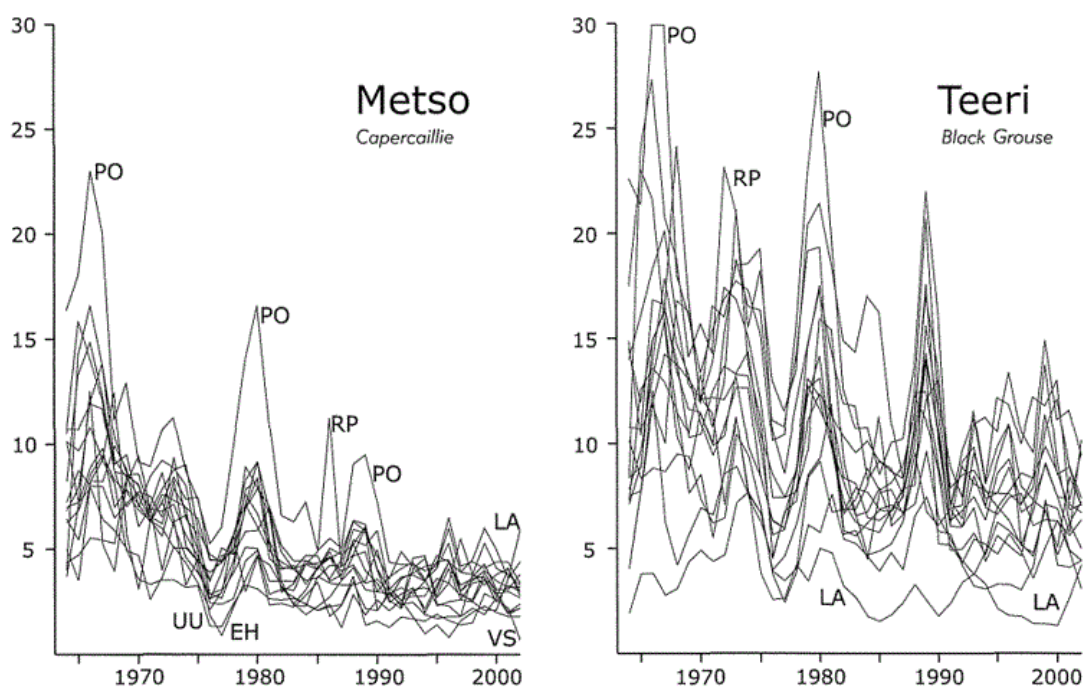 30
25
20
15
10
5
Metso
Capercaillie
PO
PO
RP
PO
LA
UU
EH
VS
1970
1980
1990
2000
30
25
20
15
10
5
Teeri
Black Grouse
PO
PO
RP
LA
LA
1970
1980
1990
2000